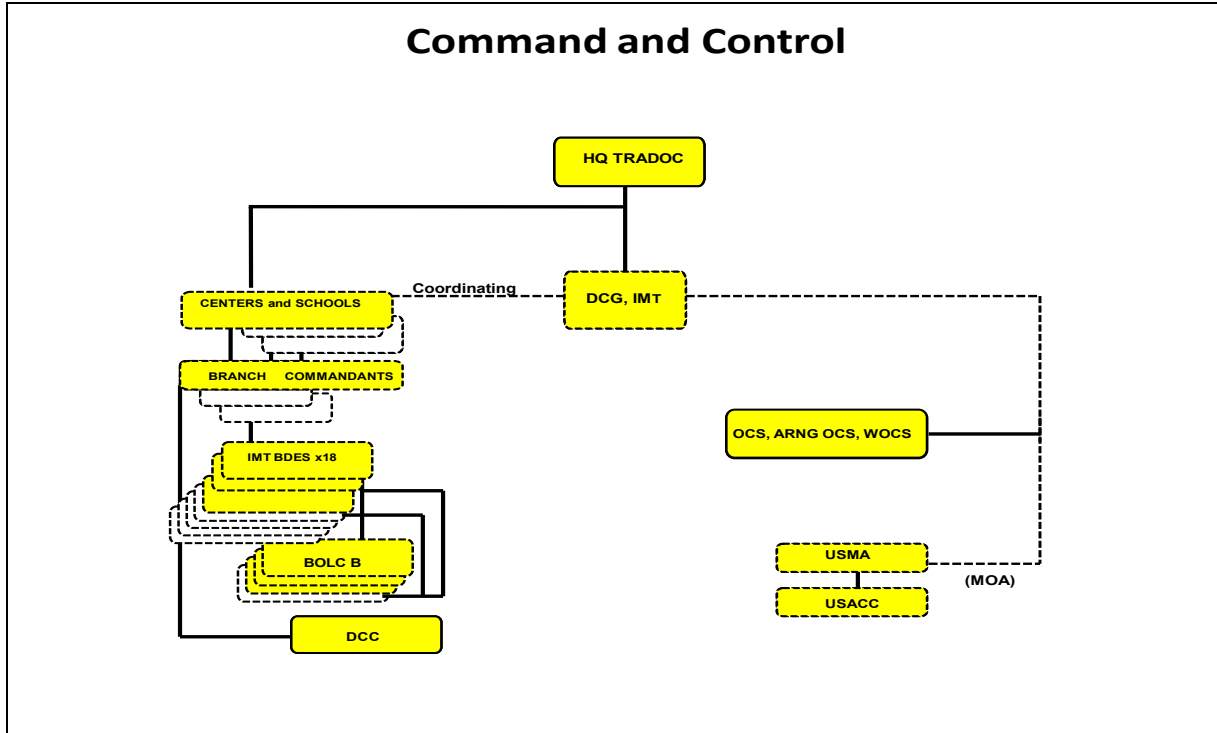 Command and Control
HQ TRADOC
Coordinating
DCG, IMT
CENTERS and SCHOOLS
BRANCH COMMANDANTS
OCS, ARNG OCS, WOCS
IMT BDES x18
BOLC B
USMA
(MOA)
USACC
DCC